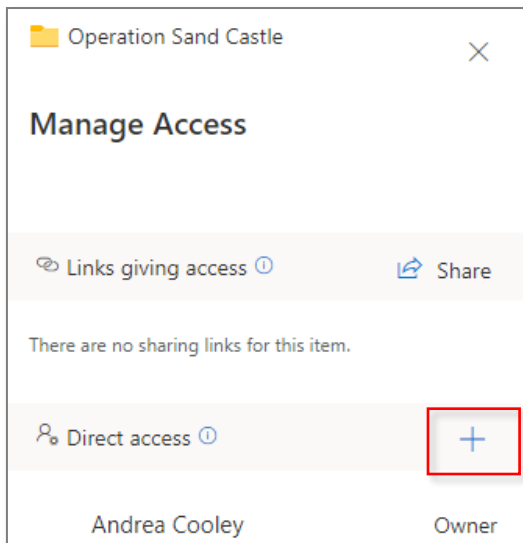 Operation Sand Castle
Manage Access
Links giving access Share
There are no sharing links for this item.
Direct access
Andrea Cooley Owner